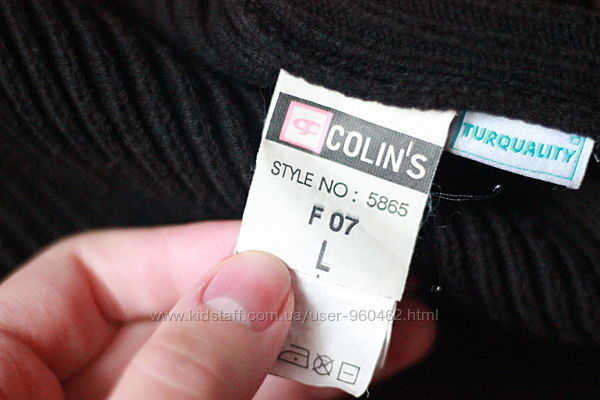 COLIN'S
TURQUALITY
STYLE NO: 5865
F 07
L
www.kidstaff.com.ua/user-960462.html